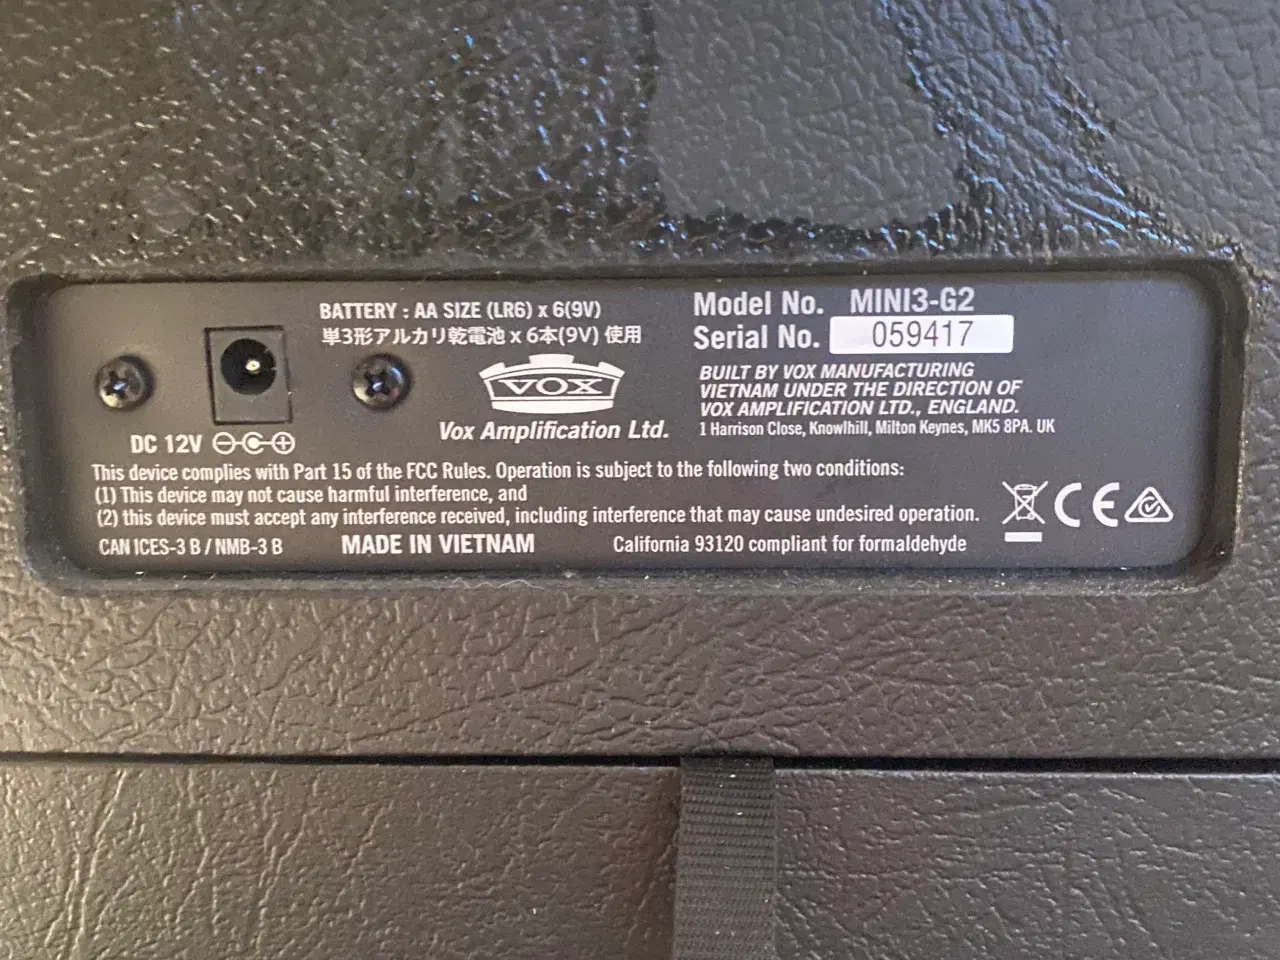 BATTERY : AA SIZE (LR6) x 6(9V)
単3形アルカリ乾電池 x 6本(9V) 使用
VOX
Vox Amplification Ltd.
DC 12V
Model No. MINI3-G2
Serial No. 059417
BUILT BY VOX MANUFACTURING
VIETNAM UNDER THE DIRECTION OF
VOX AMPLIFICATION LTD., ENGLAND.
1 Harrison Close, Knowlhill, Milton Keynes, MK5 8PA. UK
This device complies with Part 15 of the FCC Rules. Operation is subject to the following two conditions:
(1) This device may not cause harmful interference, and
(2) this device must accept any interference received, including interference that may cause undesired operation.
CE
CAN ICES-3 B / NMB-3 B MADE IN VIETNAM California 93120 compliant for formaldehyde